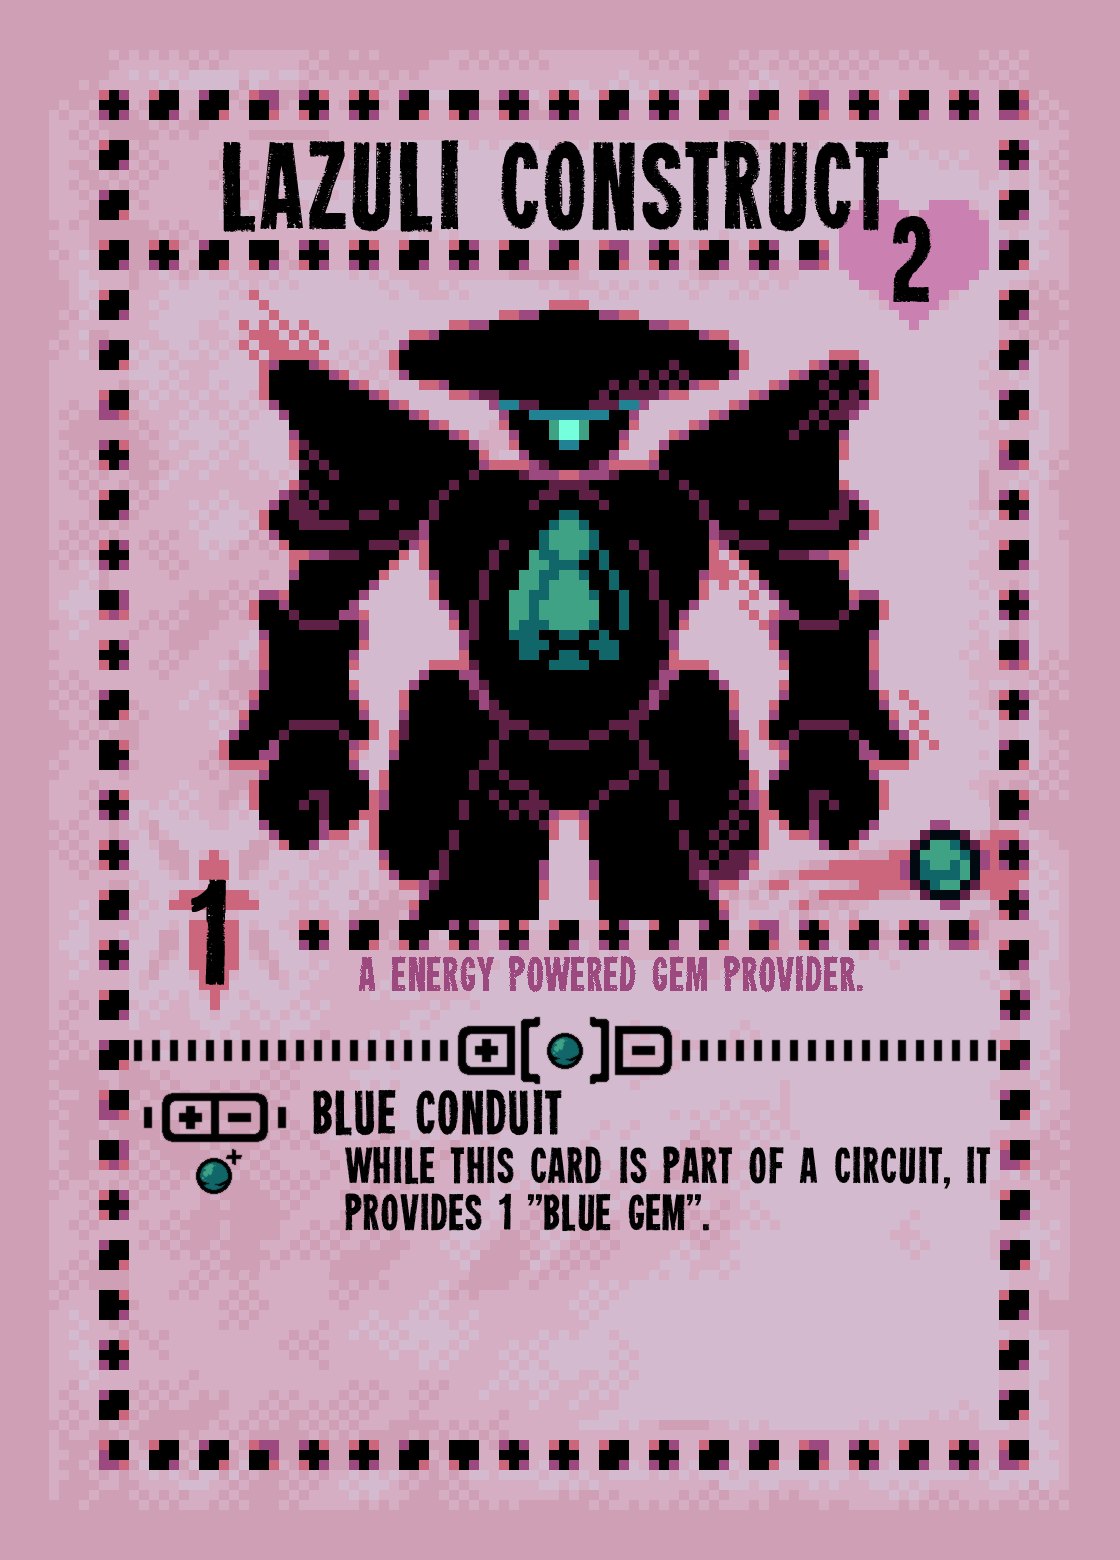 LAZULI CONSTRUCT
2
1
A ENERGY POWERED GEM PROVIDER.
BLUE CONDUIT
WHILE THIS CARD IS PART OF A CIRCUIT, IT
PROVIDES 1 "BLUE GEM".